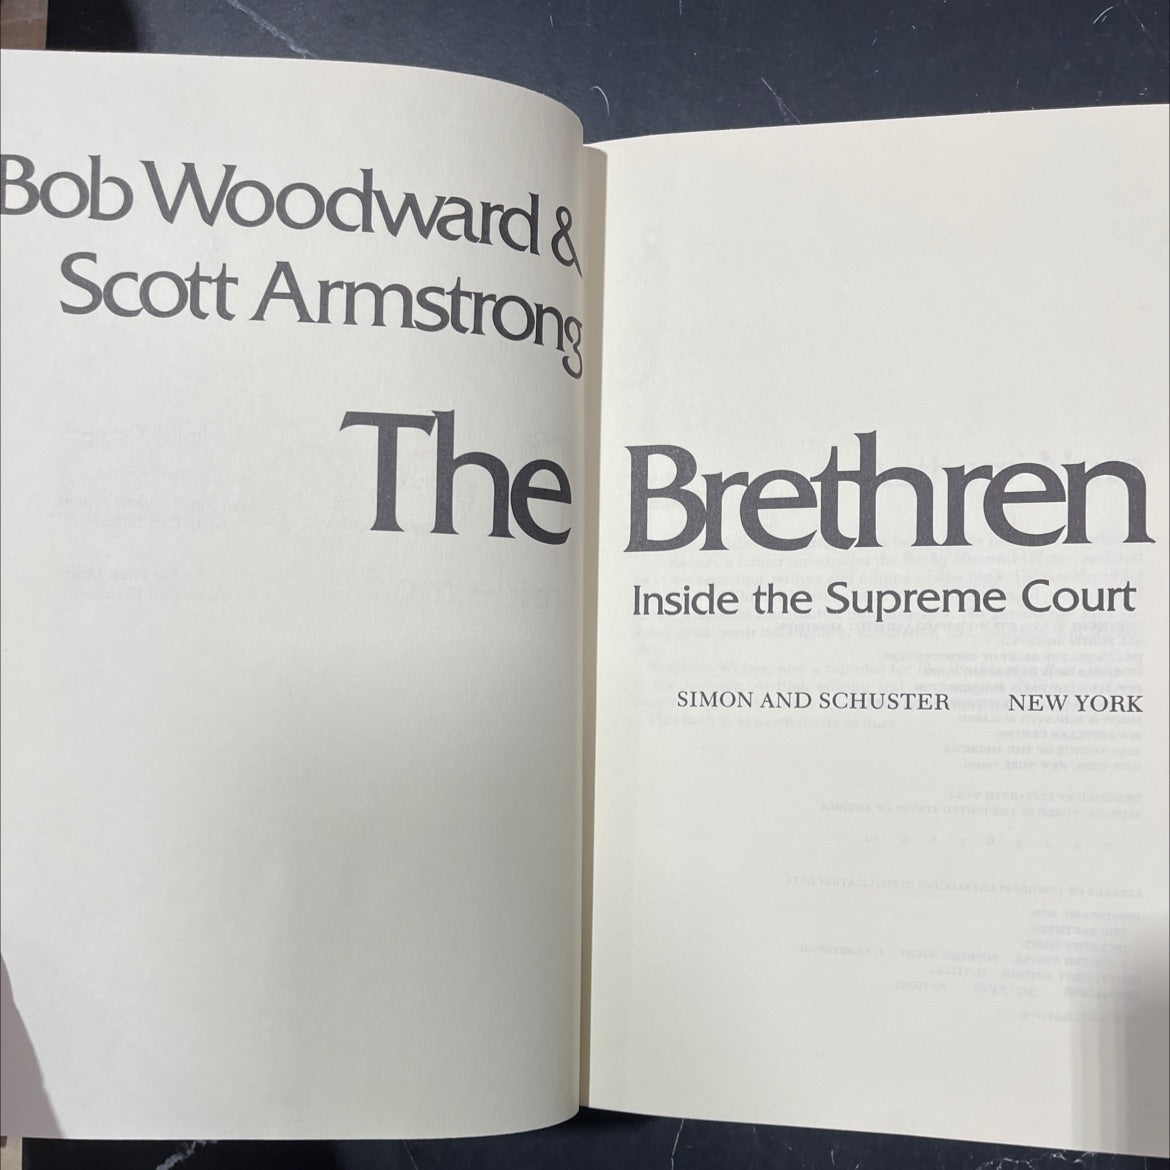 Bob Woodward &
Scott Armstrong
The Brethren
Inside the Supreme Court
SIMON AND SCHUSTER NEW YORK